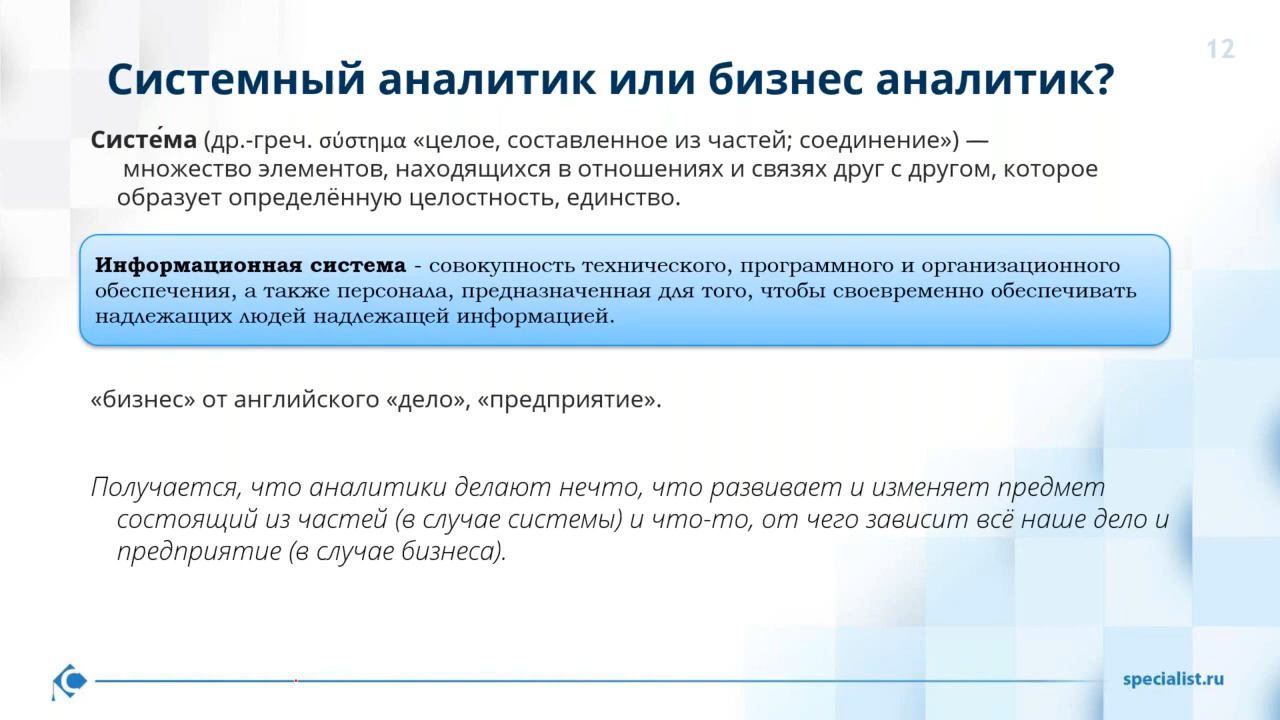 12
Системный аналитик или бизнес аналитик?
Систе́ма (др.-греч. σύστημα «целое, составленное из частей; соединение») —
множество элементов, находящихся в отношениях и связях друг с другом, которое
образует определённую целостность, единство.
Информационная система - совокупность технического, программного и организационного
обеспечения, а также персонала, предназначенная для того, чтобы своевременно обеспечивать
надлежащих людей надлежащей информацией.
«бизнес» от английского «дело», «предприятие».
Получается, что аналитики делают нечто, что развивает и изменяет предмет
состоящий из частей (в случае системы) и что-то, от чего зависит всё наше дело и
предприятие (в случае бизнеса).
specialist.ru